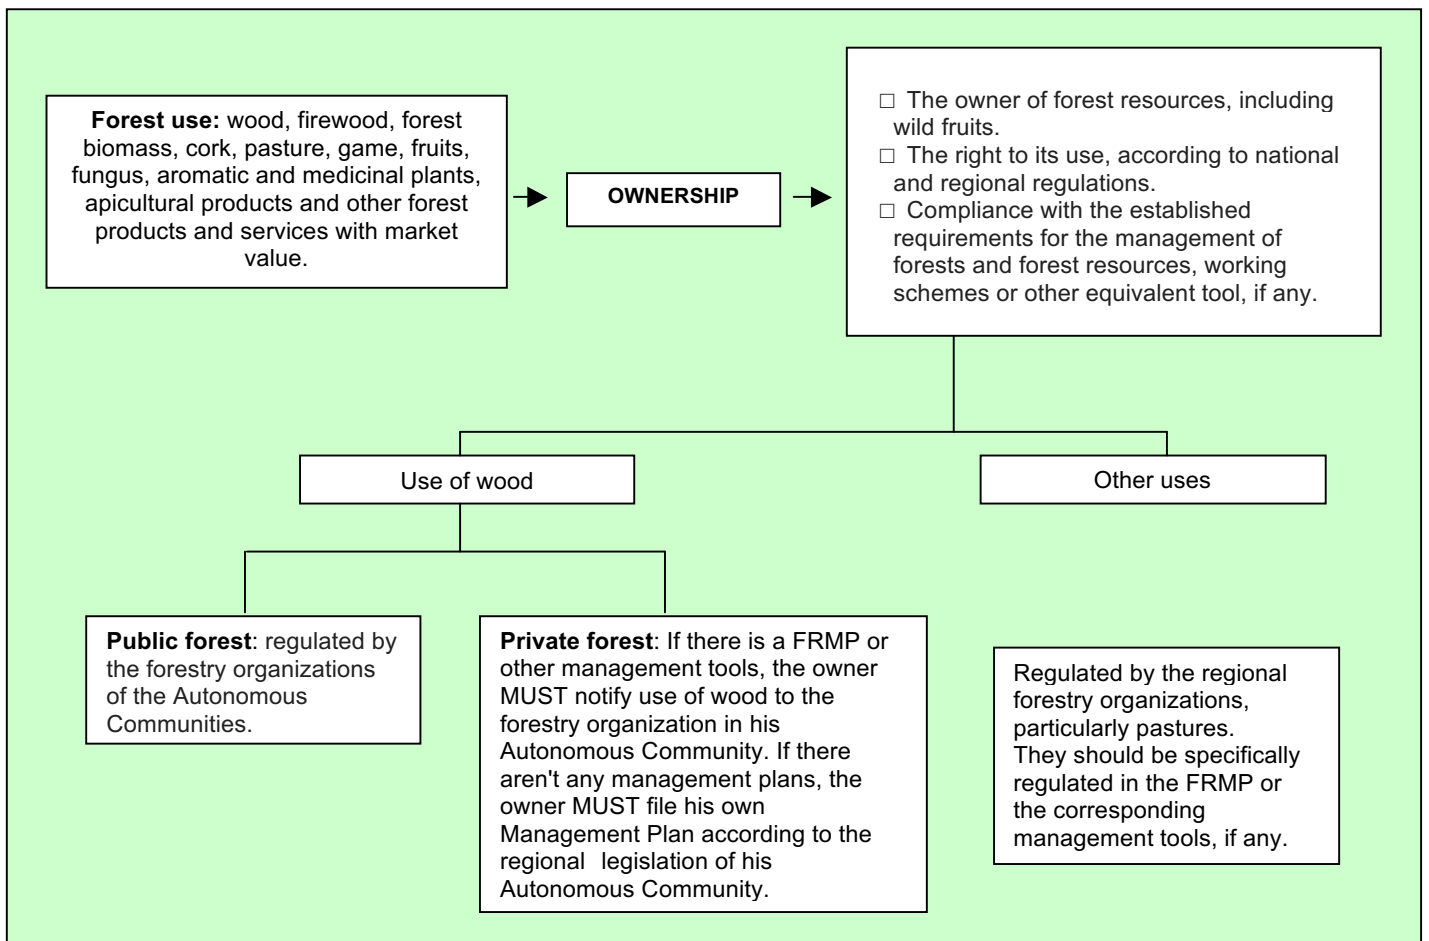 Forest use: wood, firewood, forest
biomass, cork, pasture, game, fruits,
fungus, aromatic and medicinal plants,
apicultural products and other forest
products and services with market
value.
OWNERSHIP
□ The owner of forest resources, including
wild fruits.
□ The right to its use, according to national
and regional regulations.
□ Compliance with the established
requirements for the management of
forests and forest resources, working
schemes or other equivalent tool, if any.
Use of wood
Other uses
Public forest: regulated by
the forestry organizations
of the Autonomous
Communities.
Private forest: If there is a FRMP or
other management tools, the owner
MUST notify use of wood to the
forestry organization in his
Autonomous Community. If there
aren't any management plans, the
owner MUST file his own
Management Plan according to the
regional legislation of his
Autonomous Community.
Regulated by the regional
forestry organizations,
particularly pastures.
They should be specifically
regulated in the FRMP or
the corresponding
management tools, if any.